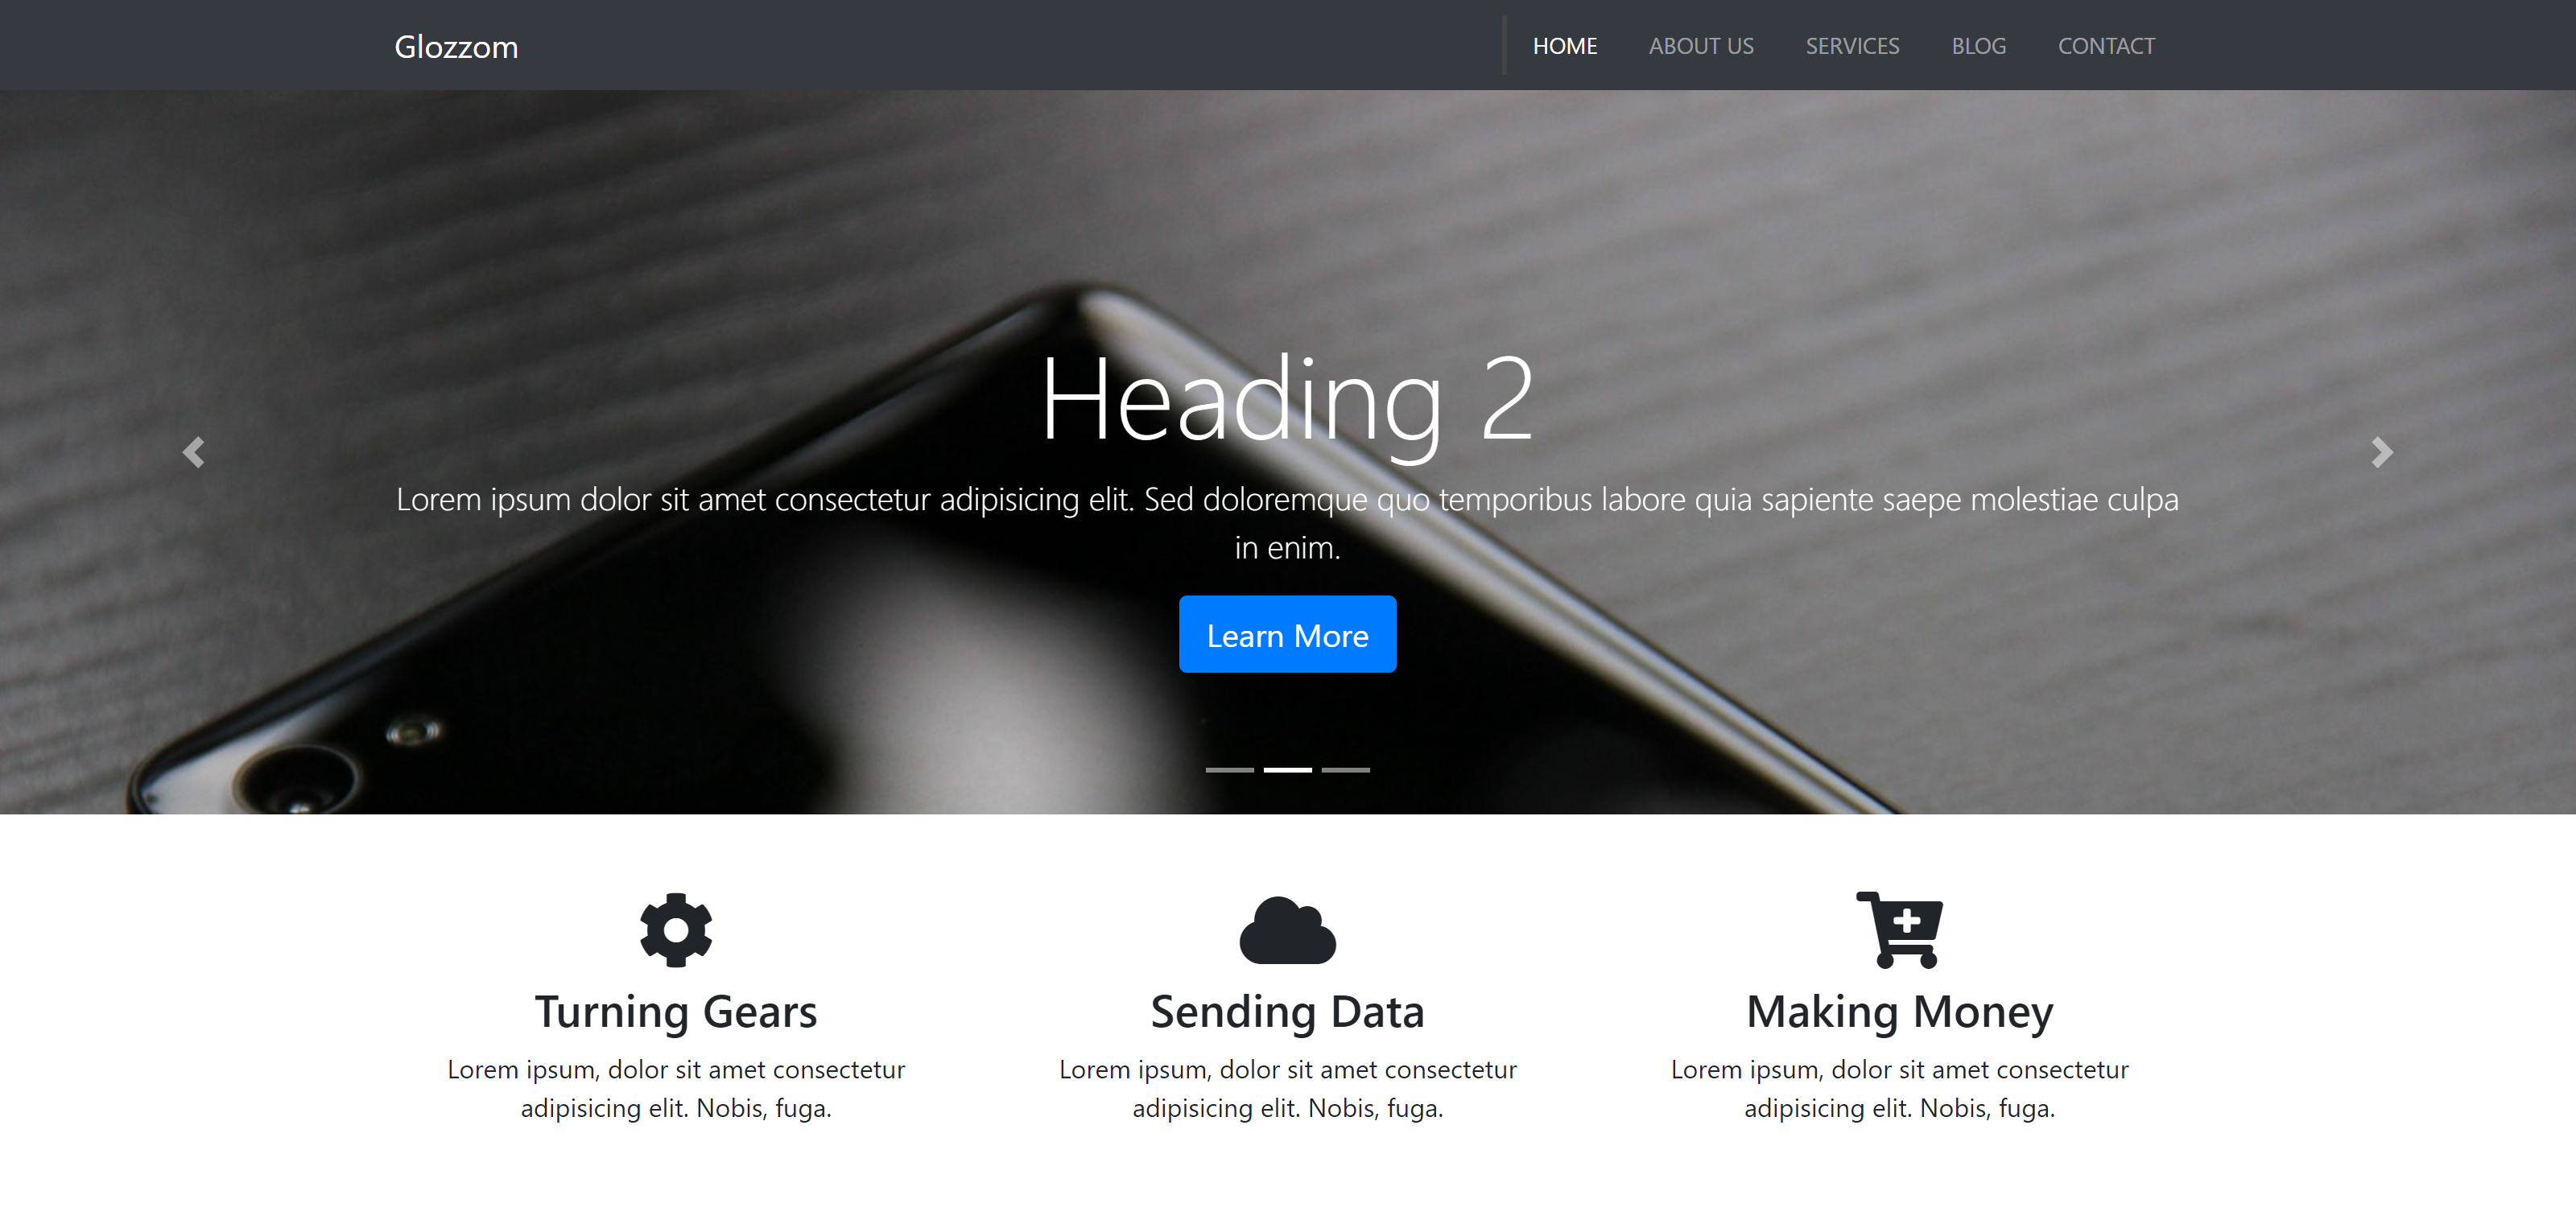 Glozzom
HOME ABOUT US SERVICES BLOG CONTACT
Heading 2
Lorem ipsum dolor sit amet consectetur adipisicing elit. Sed doloremque quo temporibus labore quia sapiente saepe molestiae culpa
in enim.
Learn More
Turning Gears
Lorem ipsum, dolor sit amet consectetur
adipisicing elit. Nobis, fuga.
Sending Data
Lorem ipsum, dolor sit amet consectetur
adipisicing elit. Nobis, fuga.
Making Money
Lorem ipsum, dolor sit amet consectetur
adipisicing elit. Nobis, fuga.